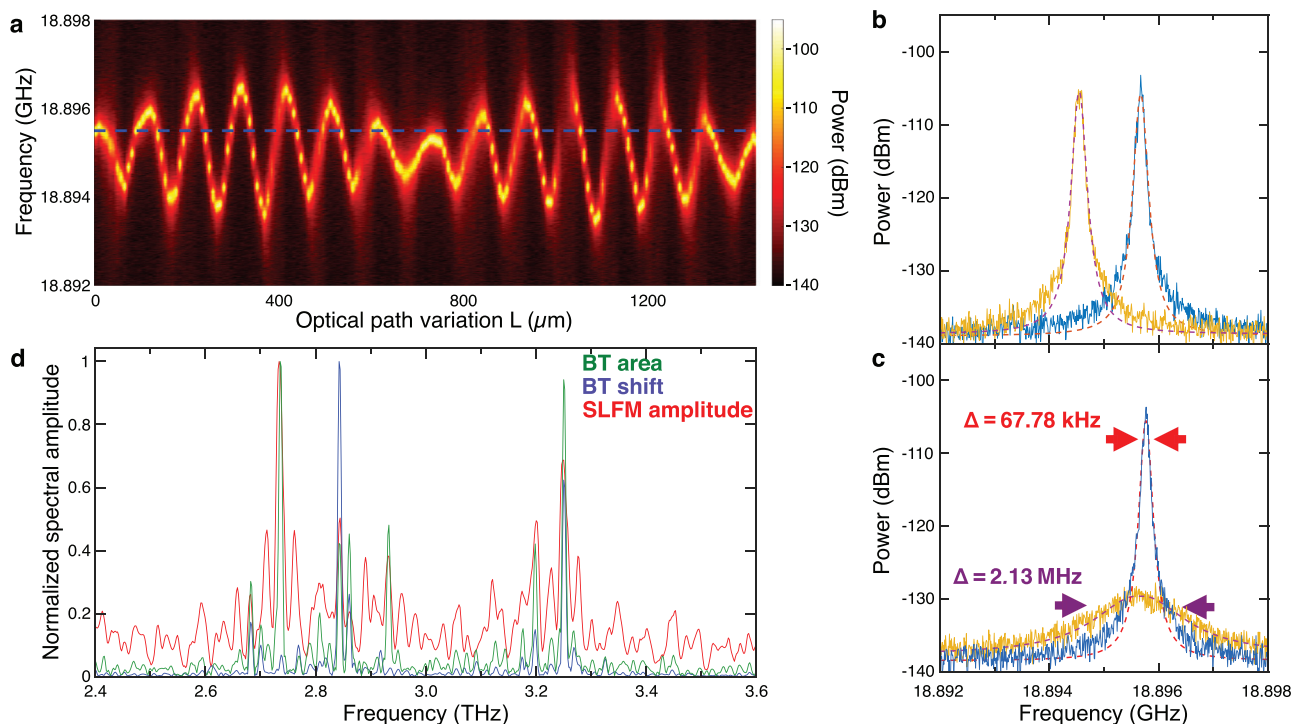 a
18.898
18.896
18.894
18.892
Frequency (GHz)
0
400
800
1200
Optical path variation L (µm)
-100
-110
-120
-130
-140
Power (dBm)
b
-100
-110
-120
-130
-140
Power (dBm)
c
-100
-110
-120
-130
-140
Power (dBm)
Δ = 67.78 kHz
Δ = 2.13 MHz
18.892
18.894
18.896
18.898
Frequency (GHz)
d
1
0.8
0.6
0.4
0.2
0
Normalized spectral amplitude
BT area
BT shift
SLFM amplitude
2.4
2.6
2.8
3.0
3.2
3.4
3.6
Frequency (THz)